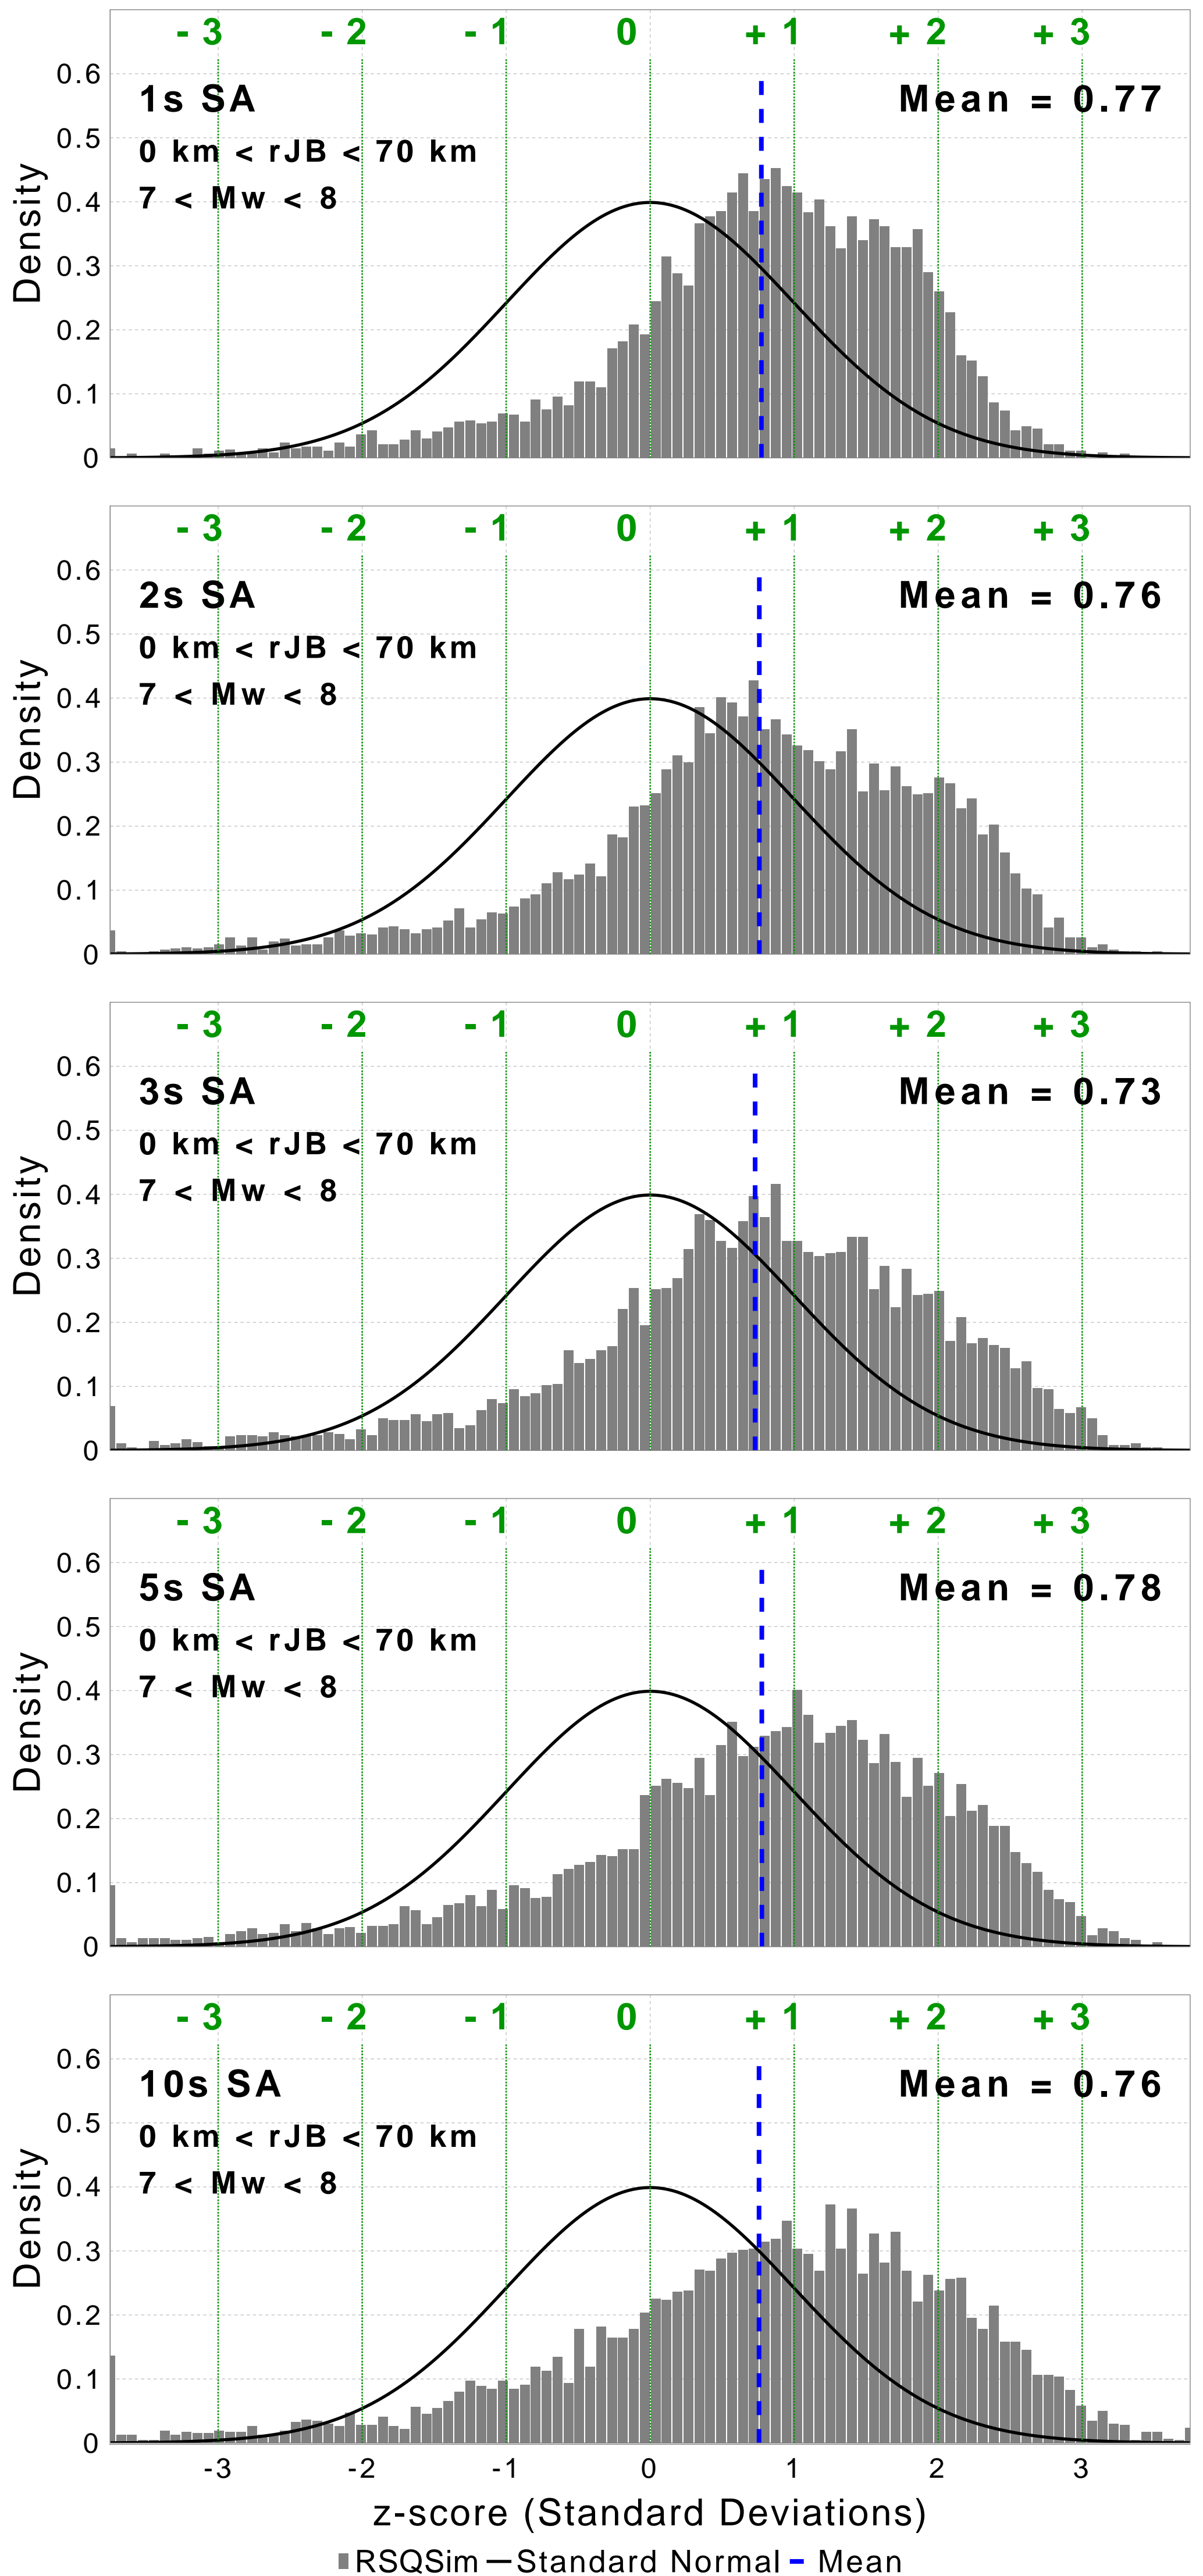 - 3 - 2 - 1 0 + 1 + 2 + 3
0.6
1s SA Mean = 0.77
0.5
0 km < rJB < 70 km
7 < Mw < 8
0.4
Density
0.3
0.2
0.1
0
- 3 - 2 - 1 0 + 1 + 2 + 3
0.6
2s SA Mean = 0.76
0.5
0 km < rJB < 70 km
7 < Mw < 8
0.4
Density
0.3
0.2
0.1
0
- 3 - 2 - 1 0 + 1 + 2 + 3
0.6
3s SA Mean = 0.73
0.5
0 km < rJB < 70 km
7 < Mw < 8
0.4
Density
0.3
0.2
0.1
0
- 3 - 2 - 1 0 + 1 + 2 + 3
0.6
5s SA Mean = 0.78
0.5
0 km < rJB < 70 km
7 < Mw < 8
0.4
Density
0.3
0.2
0.1
0
- 3 - 2 - 1 0 + 1 + 2 + 3
0.6
10s SA Mean = 0.76
0.5
0 km < rJB < 70 km
7 < Mw < 8
0.4
Density
0.3
0.2
0.1
0
-3 -2 -1 0 1 2 3
z-score (Standard Deviations)
RSQSim Standard Normal Mean